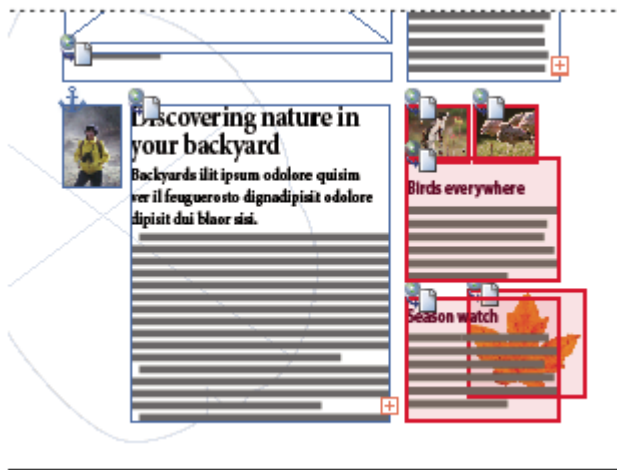 Discovering nature in
your backyard
Backyards ilit ipsum odolore quisim
ver il feuguerosto dignadipisit odolore
dipisit dui blaor sisi.
Birds everywhere
Season watch